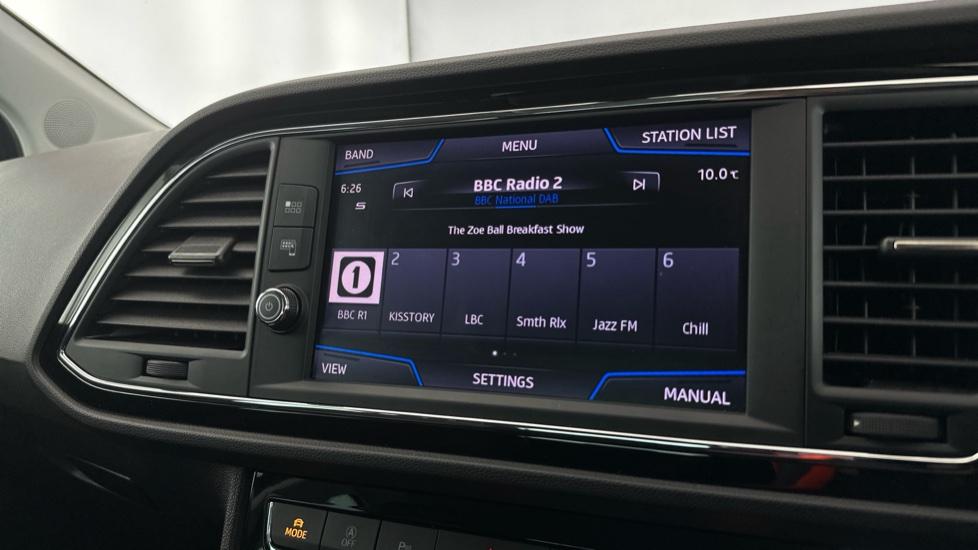 BAND
MENU
STATION LIST
6:26
10.0 °C
BBC Radio 2
BBC National DAB
The Zoe Ball Breakfast Show
1
2
3
4
5
6
BBC R1
KISSTORY
LBC
Smth Rlx
Jazz FM
Chill
VIEW
SETTINGS
MANUAL
MODE
A
OFF
P